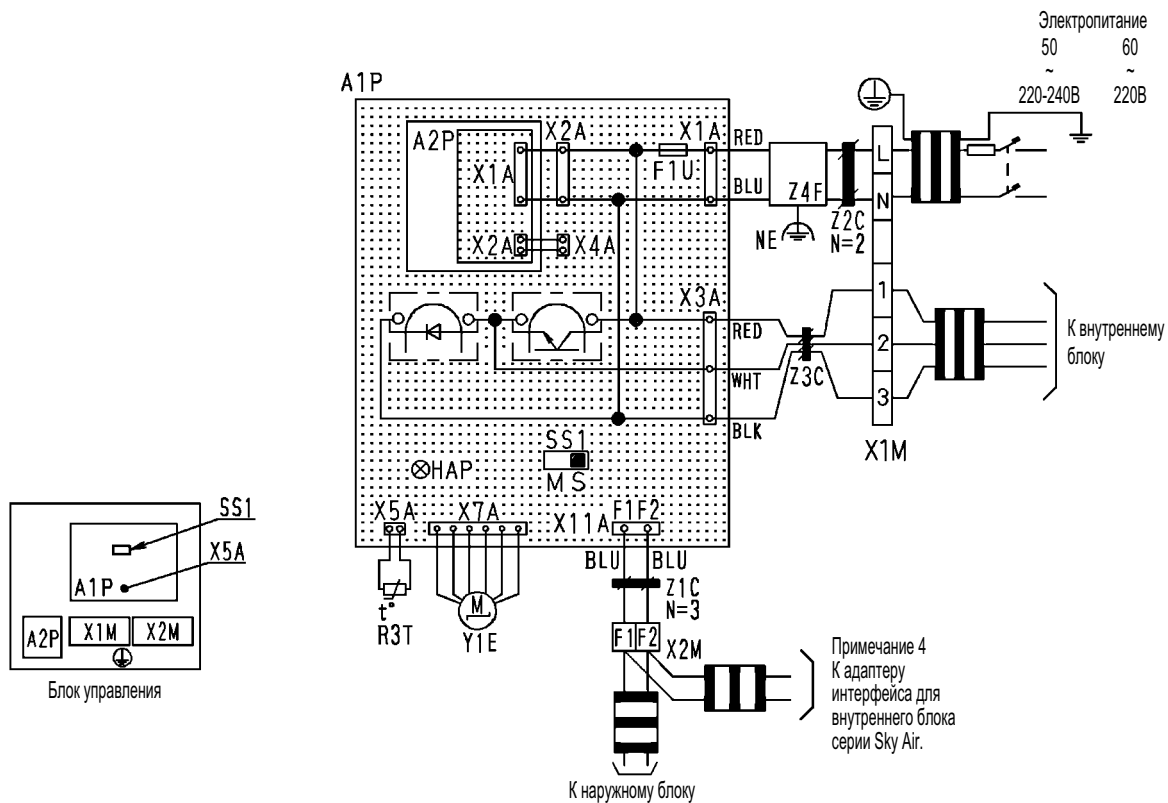 Электропитание
50 60
~ ~
220-240В 220В
A1P
A2P
X2A
X1A
RED
X1A
F1U
L
BLU
Z4F
N
Z2C
N=2
X2A
X4A
NE
X3A
1
RED
2
К внутреннему
блоку
WHT
Z3C
3
BLK
X1M
SS1
M S
HAP
X5A
X7A
X11A
F1 F2
BLU BLU
Z1C
N=3
t°
R3T
M
Y1E
F1 F2
X2M
Примечание 4
К адаптеру
интерфейса для
внутреннего блока
серии Sky Air.
К наружному блоку
SS1
X5A
A1P
A2P
X1M
X2M
Блок управления